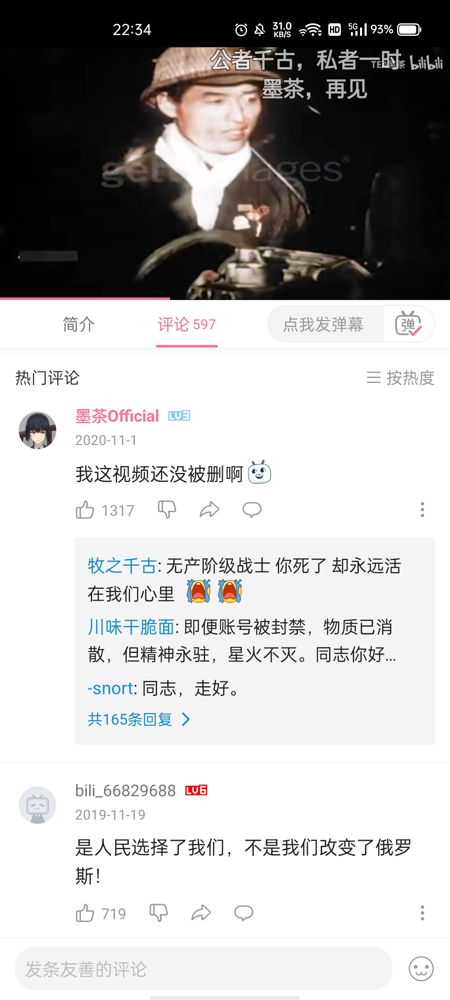 22:34
31.0 KB/S HD 5G 93%
公者千古，私者一时
TEA墨茶 bilibili
墨茶，再见
简介
评论 597
点我发弹幕
弹
热门评论
按热度
墨茶Official LV3
2020-11-1
我这视频还没被删啊
1317
牧之千古: 无产阶级战士 你死了 却永远活
在我们心里
川味干脆面: 即便账号被封禁，物质已消
散，但精神永驻，星火不灭。同志你好...
-snort: 同志，走好。
共165条回复
bili_66829688 LV6
2019-11-19
是人民选择了我们，不是我们改变了俄罗
斯！
719
发条友善的评论